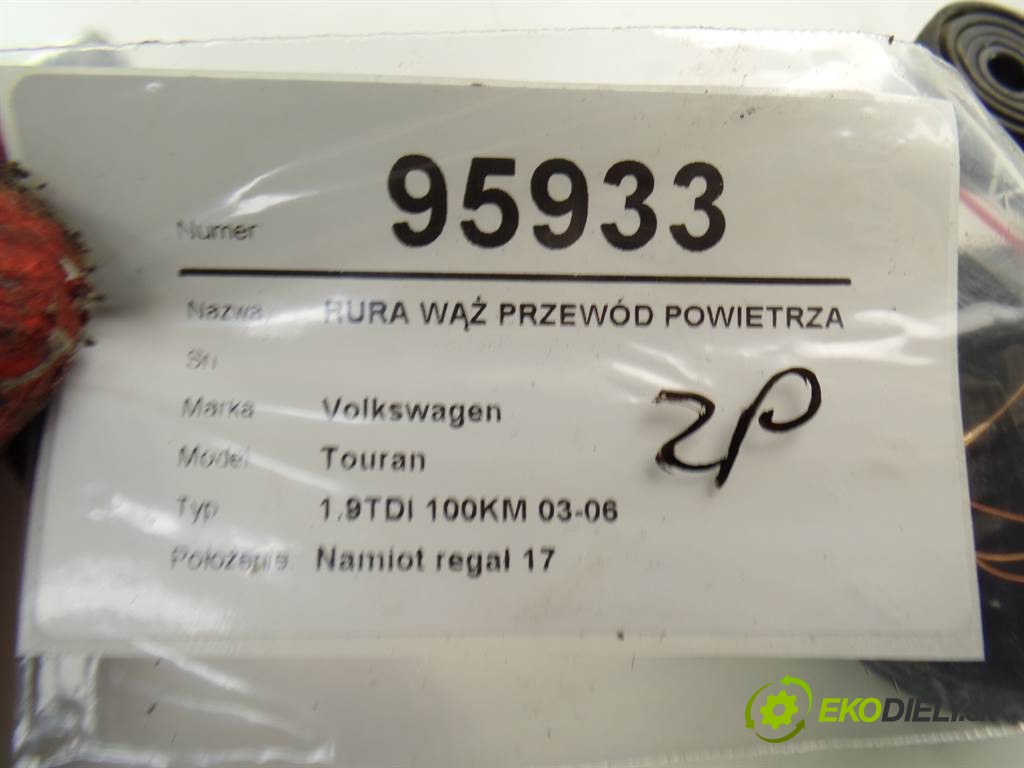 Numer 95933
Nazwa RURA WĄŻ PRZEWÓD POWIETRZA
Sn
Marka Volkswagen
ZP
Model Touran
Typ 1.9TDI 100KM 03-06
Położenie Namiot regał 17
EKODIELY.SK